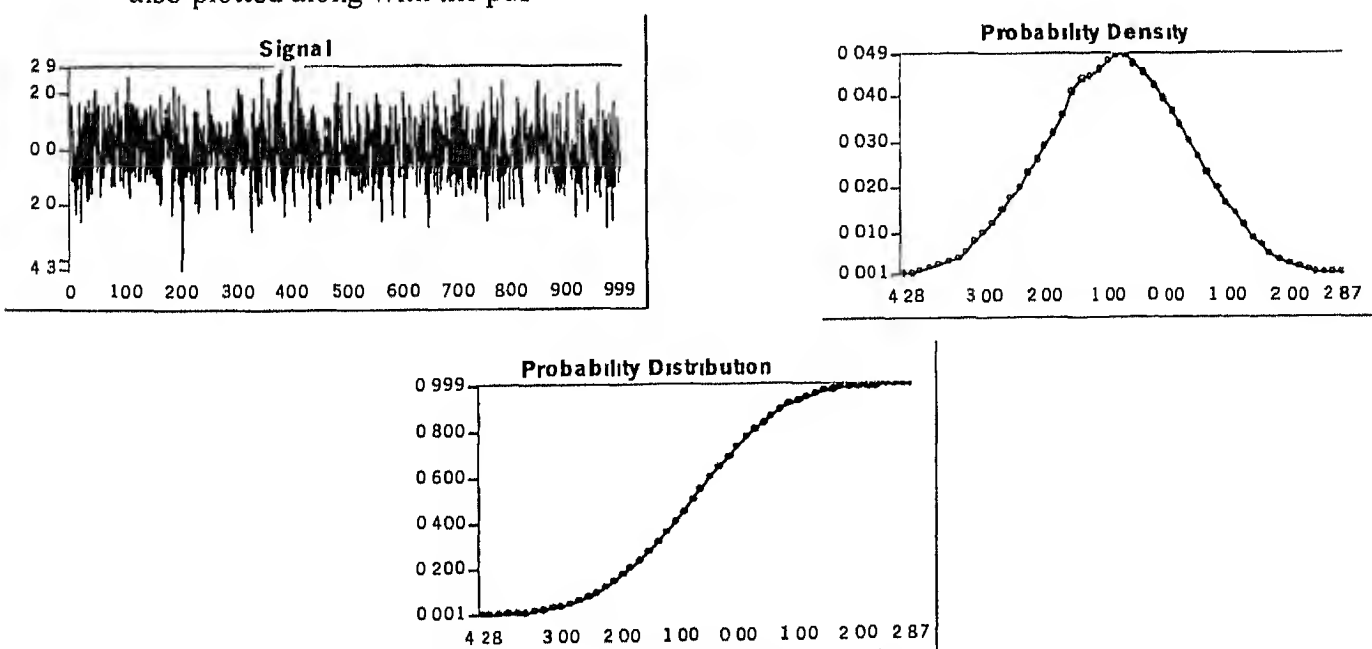 also plotted along with the pdf
Signal
2 9
2 0
0 0
2 0
4 3
0 100 200 300 400 500 600 700 800 900 999
Probability Density
0 049
0 040
0 030
0 020
0 010
0 001
4 28 3 00 2 00 1 00 0 00 1 00 2 00 2 87
Probability Distribution
0 999
0 800
0 600
0 400
0 200
0 001
4 28 3 00 2 00 1 00 0 00 1 00 2 00 2 87